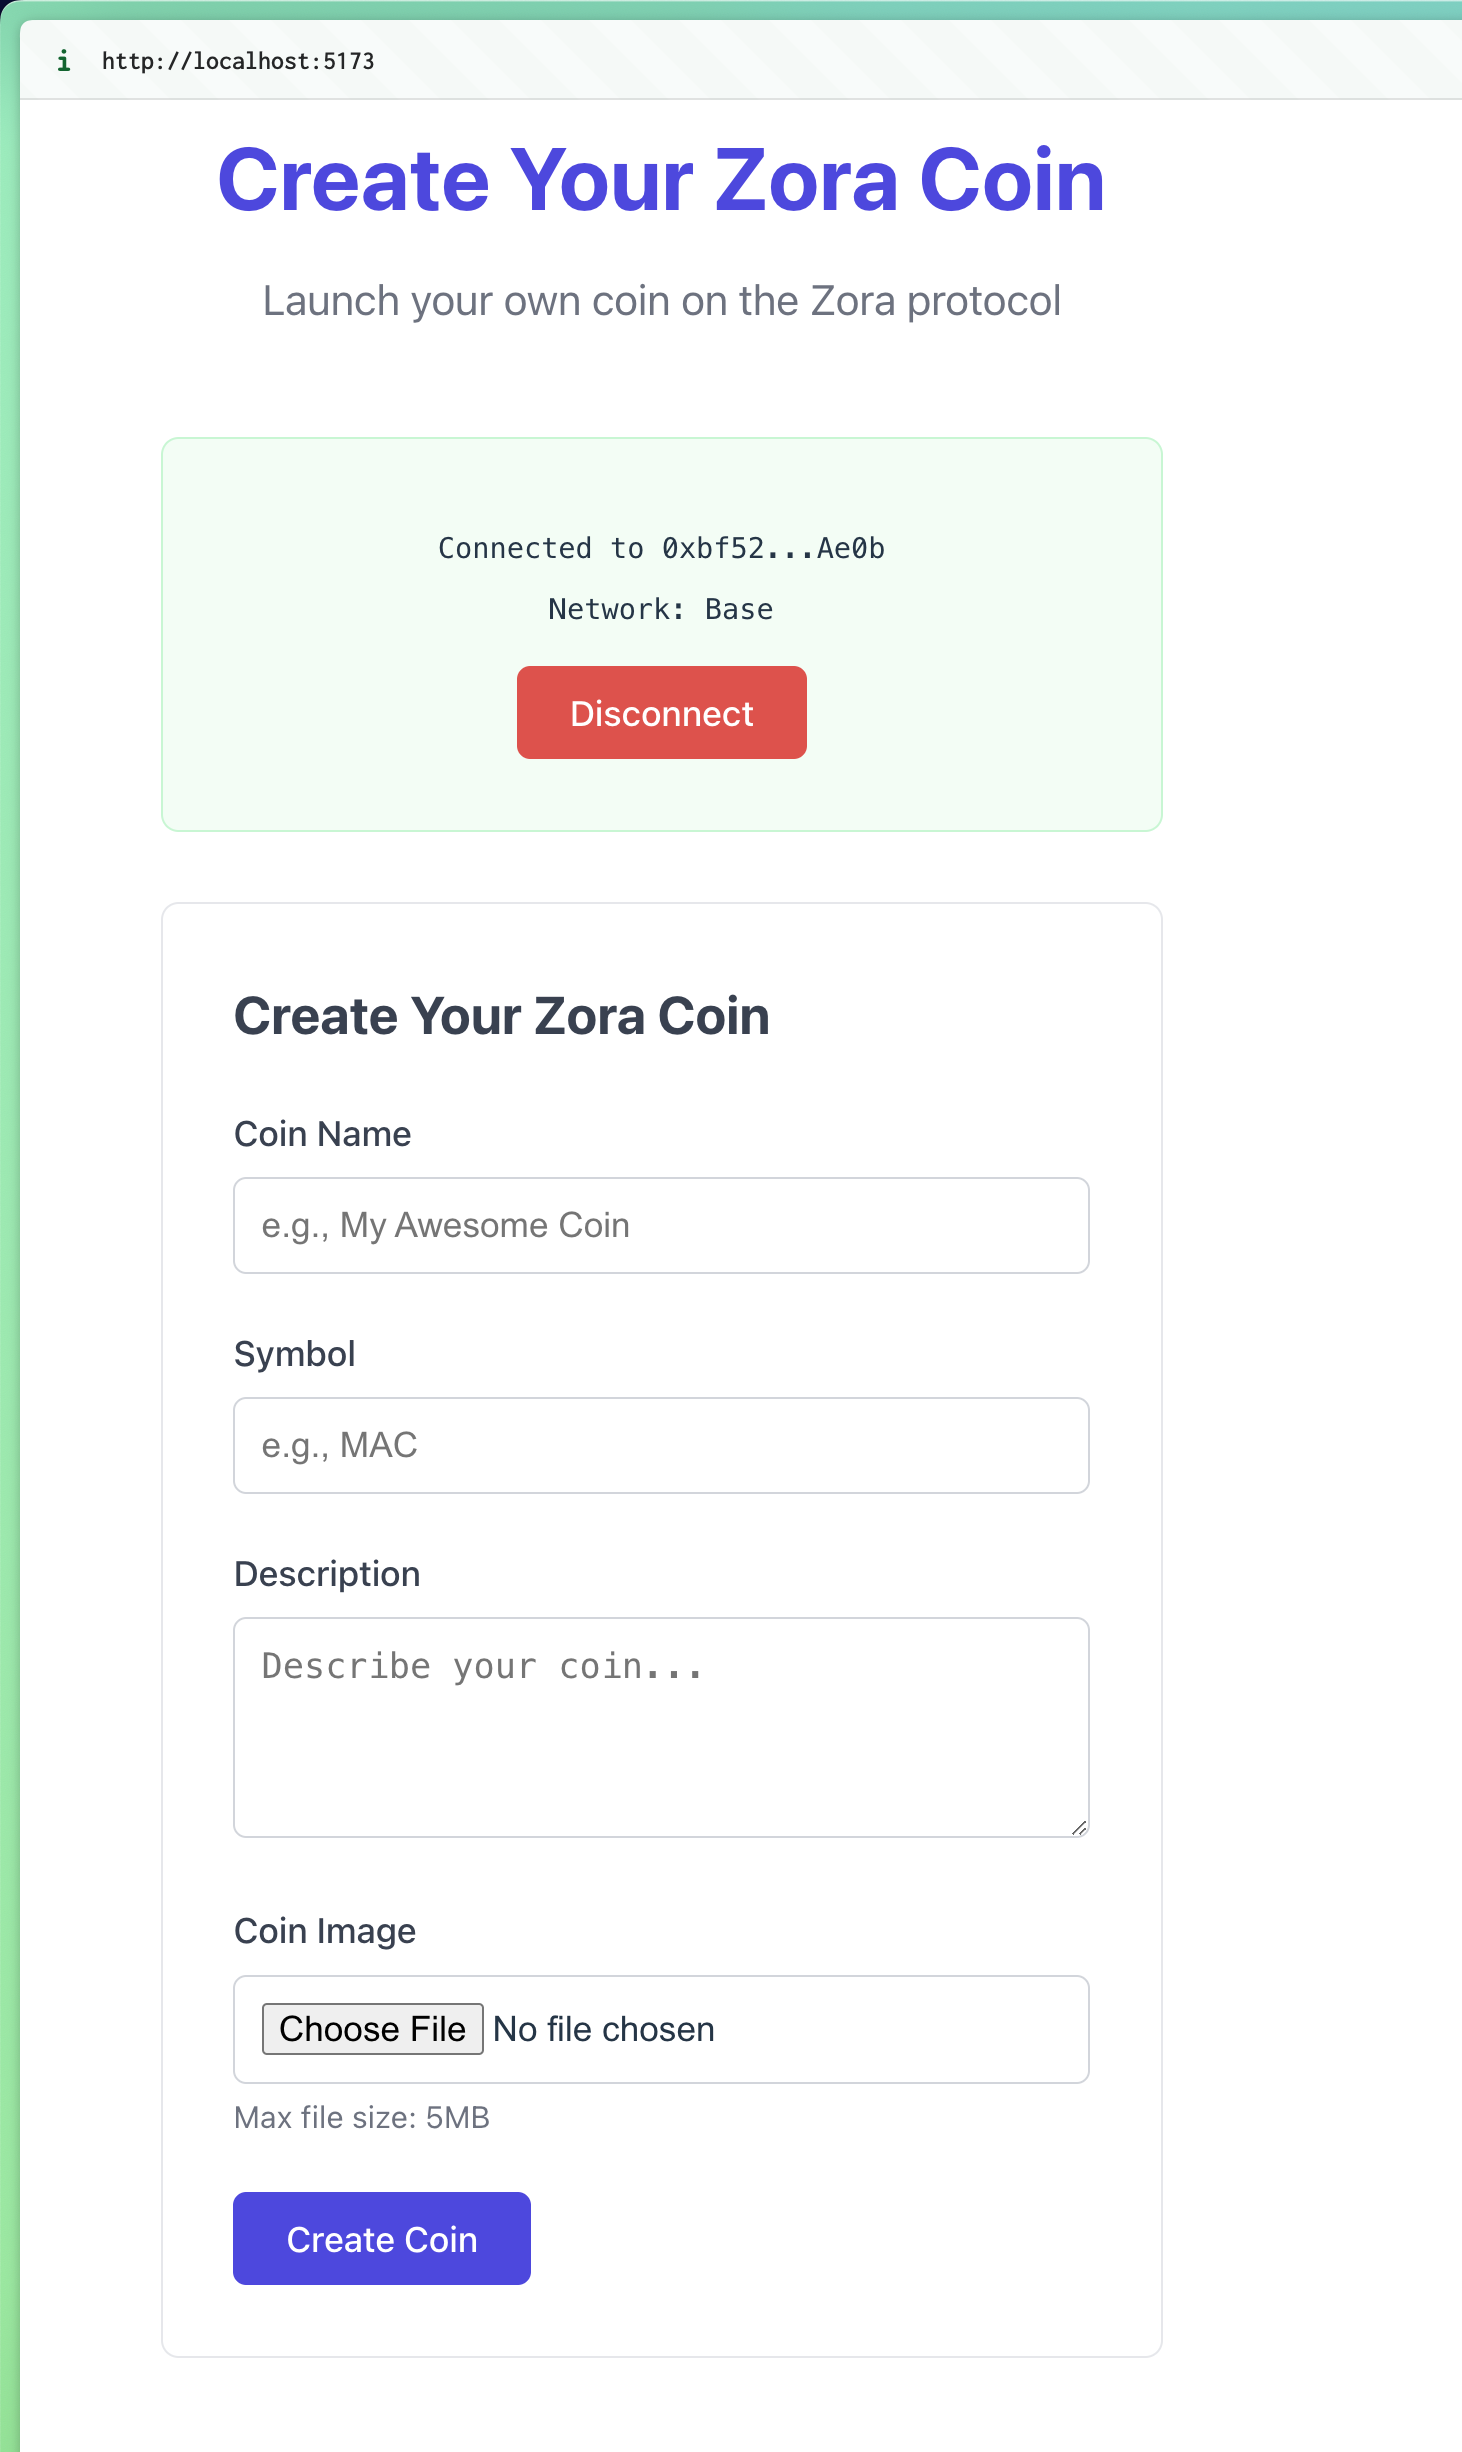 i http://localhost:5173
Create Your Zora Coin
Launch your own coin on the Zora protocol
Connected to 0xbf52...Ae0b
Network: Base
Disconnect
Create Your Zora Coin
Coin Name
e.g., My Awesome Coin
Symbol
e.g., MAC
Description
Describe your coin...
Coin Image
Choose File No file chosen
Max file size: 5MB
Create Coin